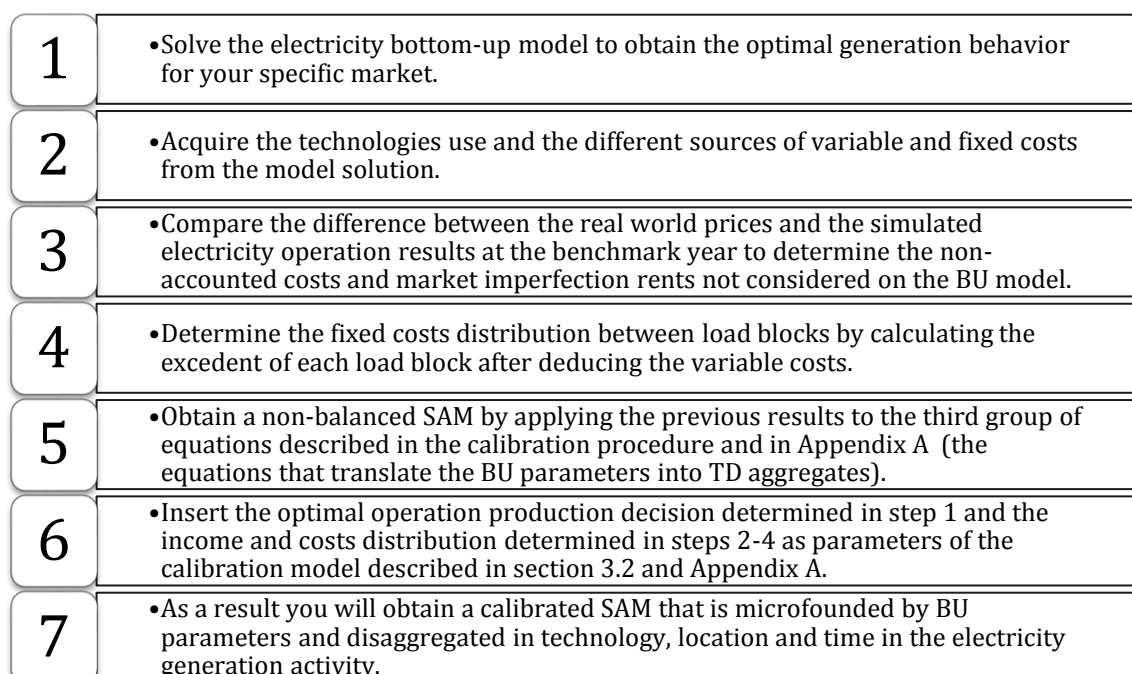 1
•Solve the electricity bottom-up model to obtain the optimal generation behavior
for your specific market.
2
•Acquire the technologies use and the different sources of variable and fixed costs
from the model solution.
3
•Compare the difference between the real world prices and the simulated
electricity operation results at the benchmark year to determine the non-
accounted costs and market imperfection rents not considered on the BU model.
4
•Determine the fixed costs distribution between load blocks by calculating the
excedent of each load block after deducing the variable costs.
5
•Obtain a non-balanced SAM by applying the previous results to the third group of
equations described in the calibration procedure and in Appendix A (the
equations that translate the BU parameters into TD aggregates).
6
•Insert the optimal operation production decision determined in step 1 and the
income and costs distribution determined in steps 2-4 as parameters of the
calibration model described in section 3.2 and Appendix A.
7
•As a result you will obtain a calibrated SAM that is microfounded by BU
parameters and disaggregated in technology, location and time in the electricity
generation activity.